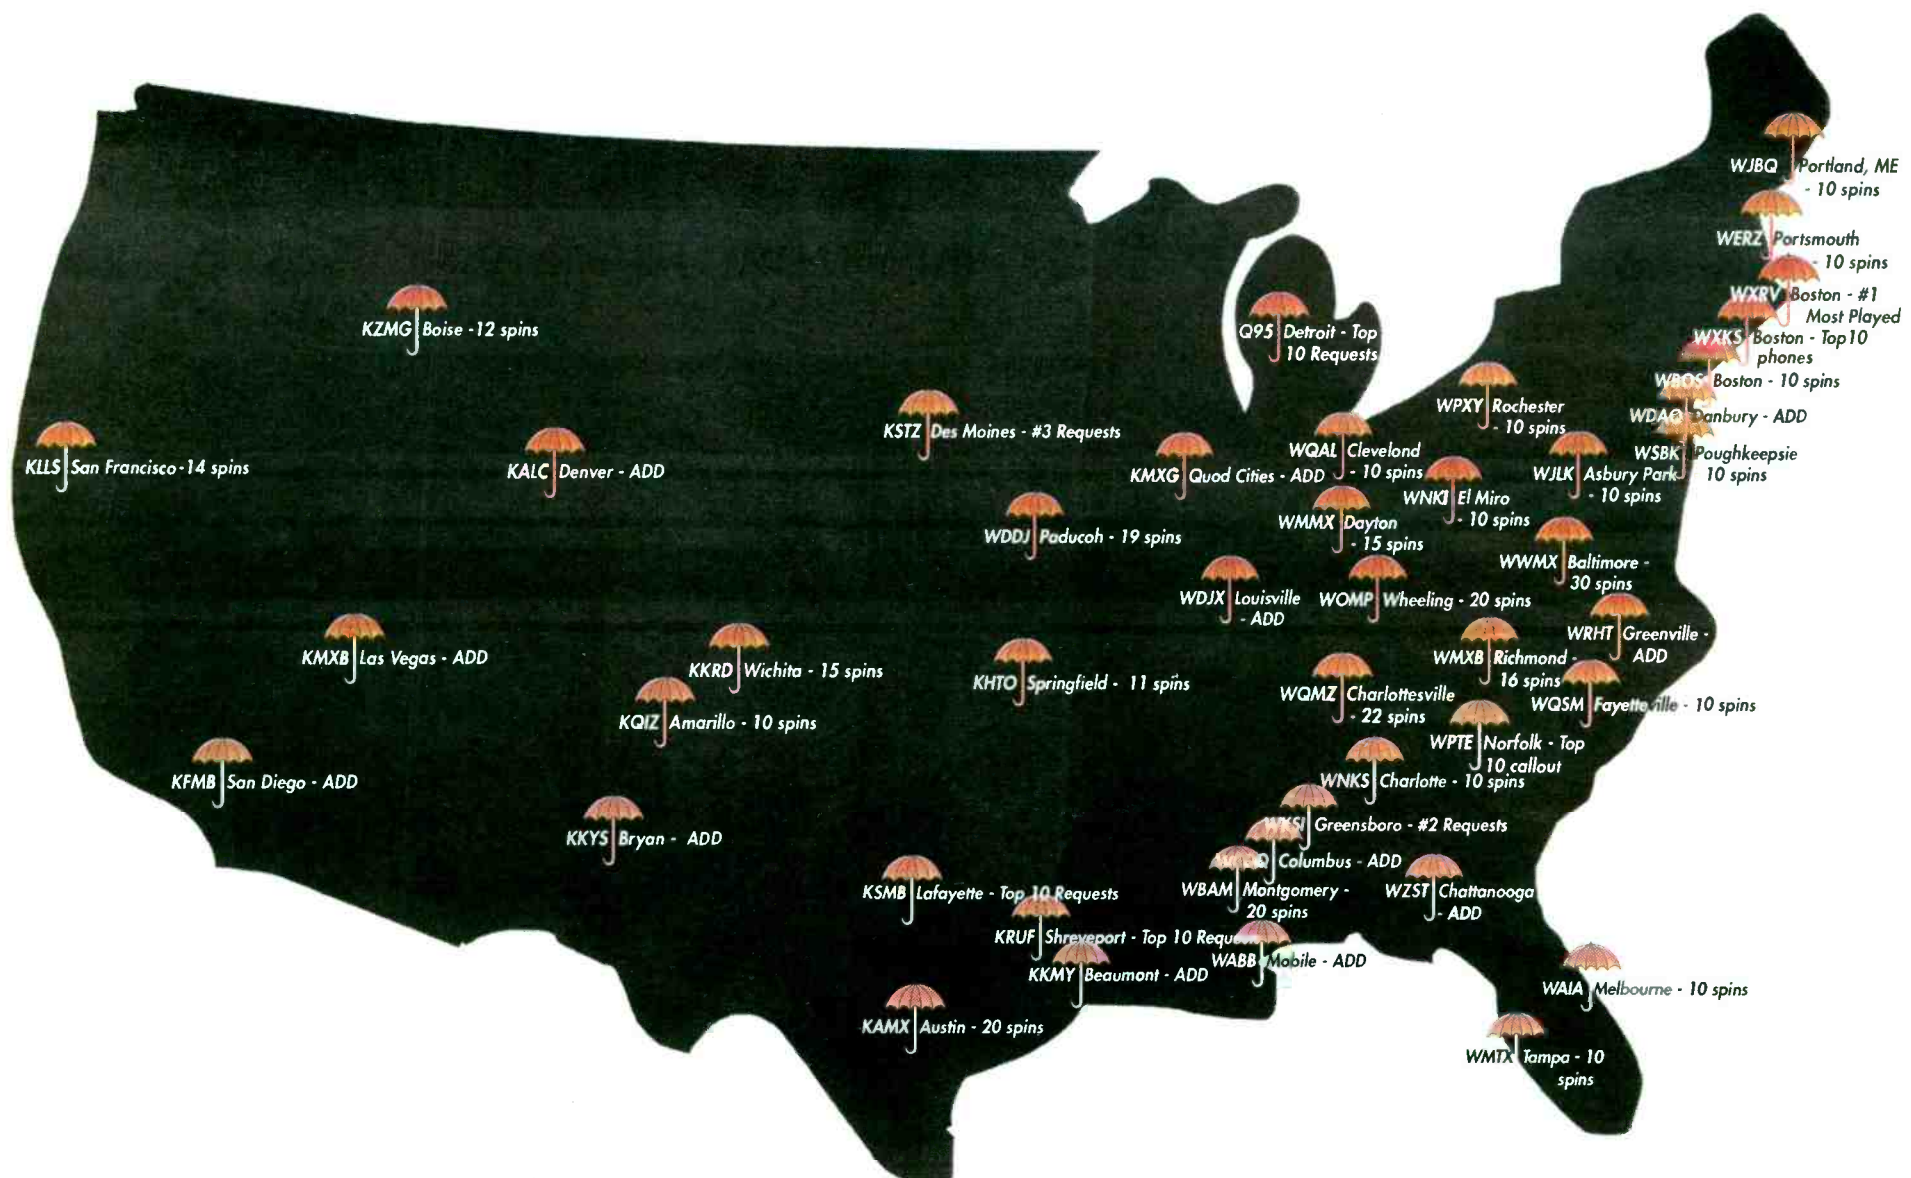 WJBQ Portland, ME
- 10 spins
WERZ Portsmouth
- 10 spins
WXRV Boston - #1
Most Played
KZMG Boise - 12 spins
Q95 Detroit - Top
10 Requests
WXKS Boston - Top10
phones
WBOS Boston - 10 spins
WPXY Rochester
- 10 spins
WDAQ Danbury - ADD
KSTZ Des Moines - #3 Requests
KLLS San Francisco - 14 spins
KALC Denver - ADD
KMXG Quad Cities - ADD
WQAL Cleveland
- 10 spins
WSBK Poughkeepsie
10 spins
WJLK Asbury Park
- 10 spins
WNKI El Miro
- 10 spins
WMMX Dayton
- 15 spins
WDDJ Paducoh - 19 spins
WWMX Baltimore -
30 spins
WDJX Louisville
- ADD
WOMP Wheeling - 20 spins
WRHT Greenville -
ADD
KMXB Las Vegas - ADD
KKRD Wichita - 15 spins
KHTO Springfield - 11 spins
WMXB Richmond -
16 spins
WQMZ Charlottesville
- 22 spins
WQSM Fayetteville - 10 spins
KQIZ Amarillo - 10 spins
WPTE Norfolk - Top
10 callout
KFMB San Diego - ADD
WNKS Charlotte - 10 spins
KKYS Bryan - ADD
WKSI Greensboro - #2 Requests
Columbus - ADD
KSMB Lafayette - Top 10 Requests
WBAM Montgomery -
20 spins
WZST Chattanooga
- ADD
KRUF Shreveport - Top 10 Requests
WABB Mobile - ADD
KKMY Beaumont - ADD
WAIA Melbourne - 10 spins
KAMX Austin - 20 spins
WMTX Tampa - 10
spins